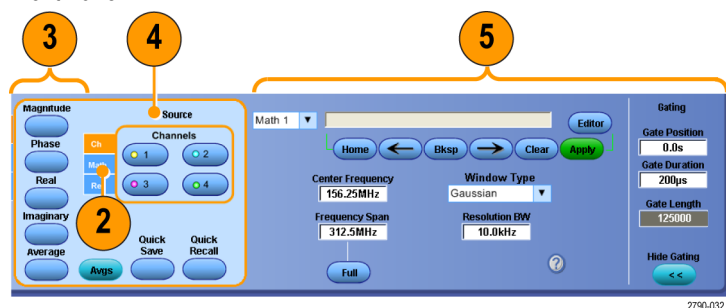 3
4
5
Magnitude
Phase
Real
Imaginary
Average
Source
Ch
Math
Channels
1
2
3
4
2
Avgs
Quick Save
Quick Recall
Math 1
Editor
Home
Bksp
Clear
Apply
Center Frequency
156.25MHz
Window Type
Gaussian
Frequency Span
312.5MHz
Resolution BW
10.0kHz
Full
?
Gating
Gate Position
0.0s
Gate Duration
200µs
Gate Length
125000
Hide Gating
<<
2790-032